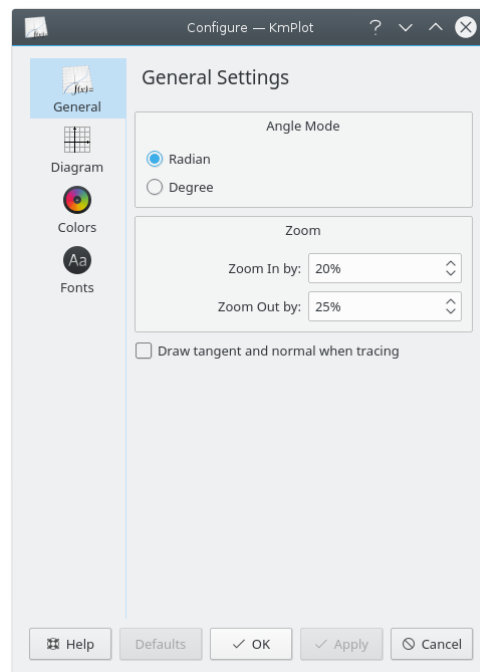 Configure — KmPlot
General
Diagram
Colors
Aa
Fonts
General Settings
Angle Mode
Radian
Degree
Zoom
Zoom In by: 20%
Zoom Out by: 25%
Draw tangent and normal when tracing
Help Defaults OK Apply Cancel